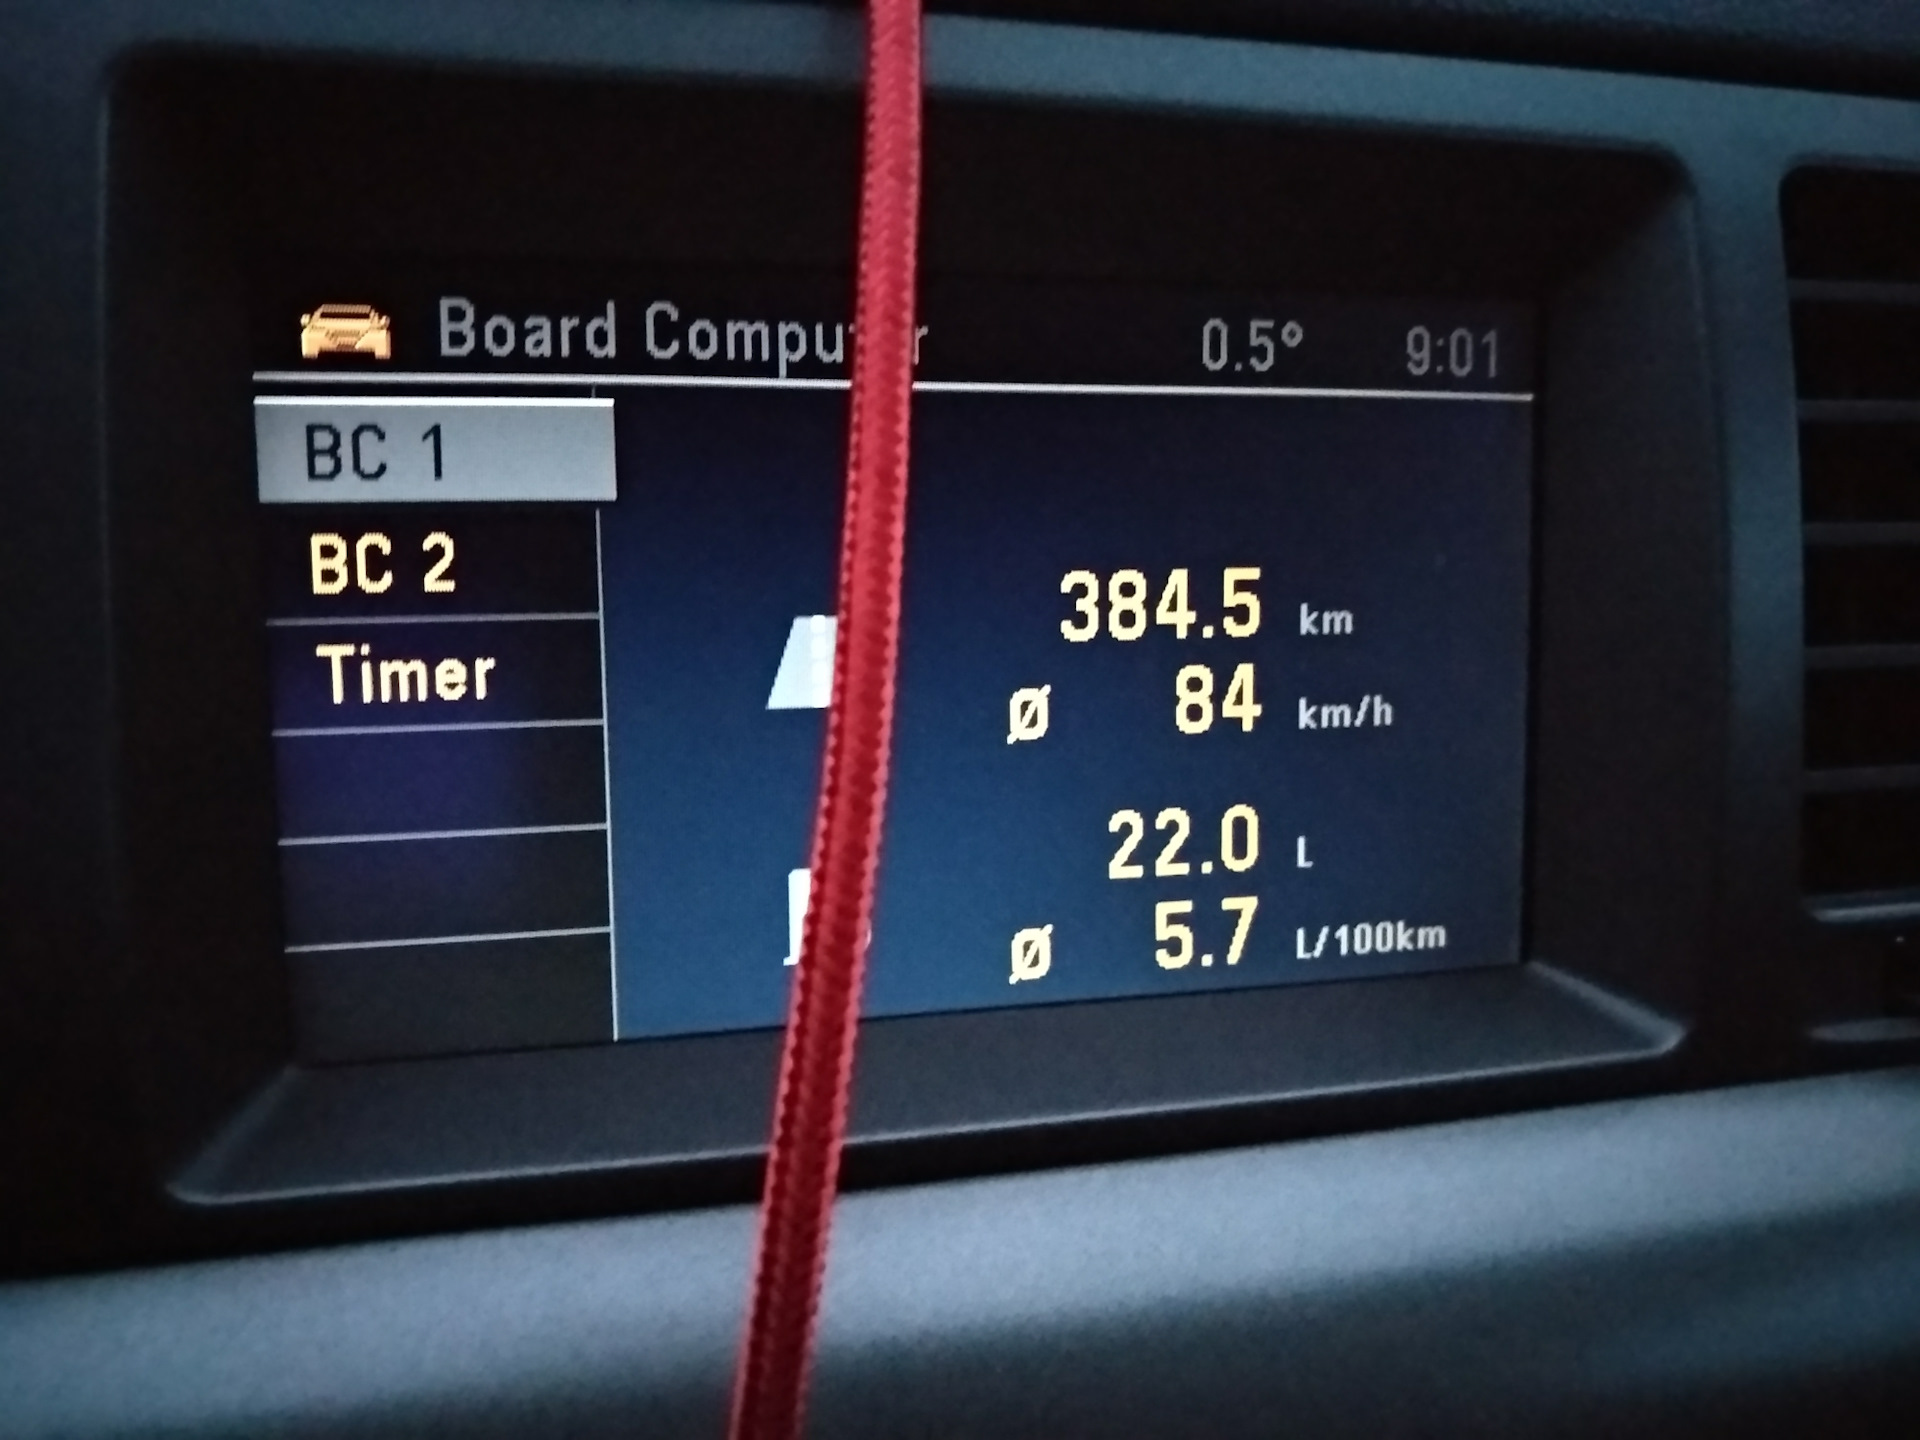 Board Compu r 0.5° 9:01
BC 1
BC 2
Timer
384.5 km
Ø 84 km/h
22.0 L
Ø 5.7 L/100km